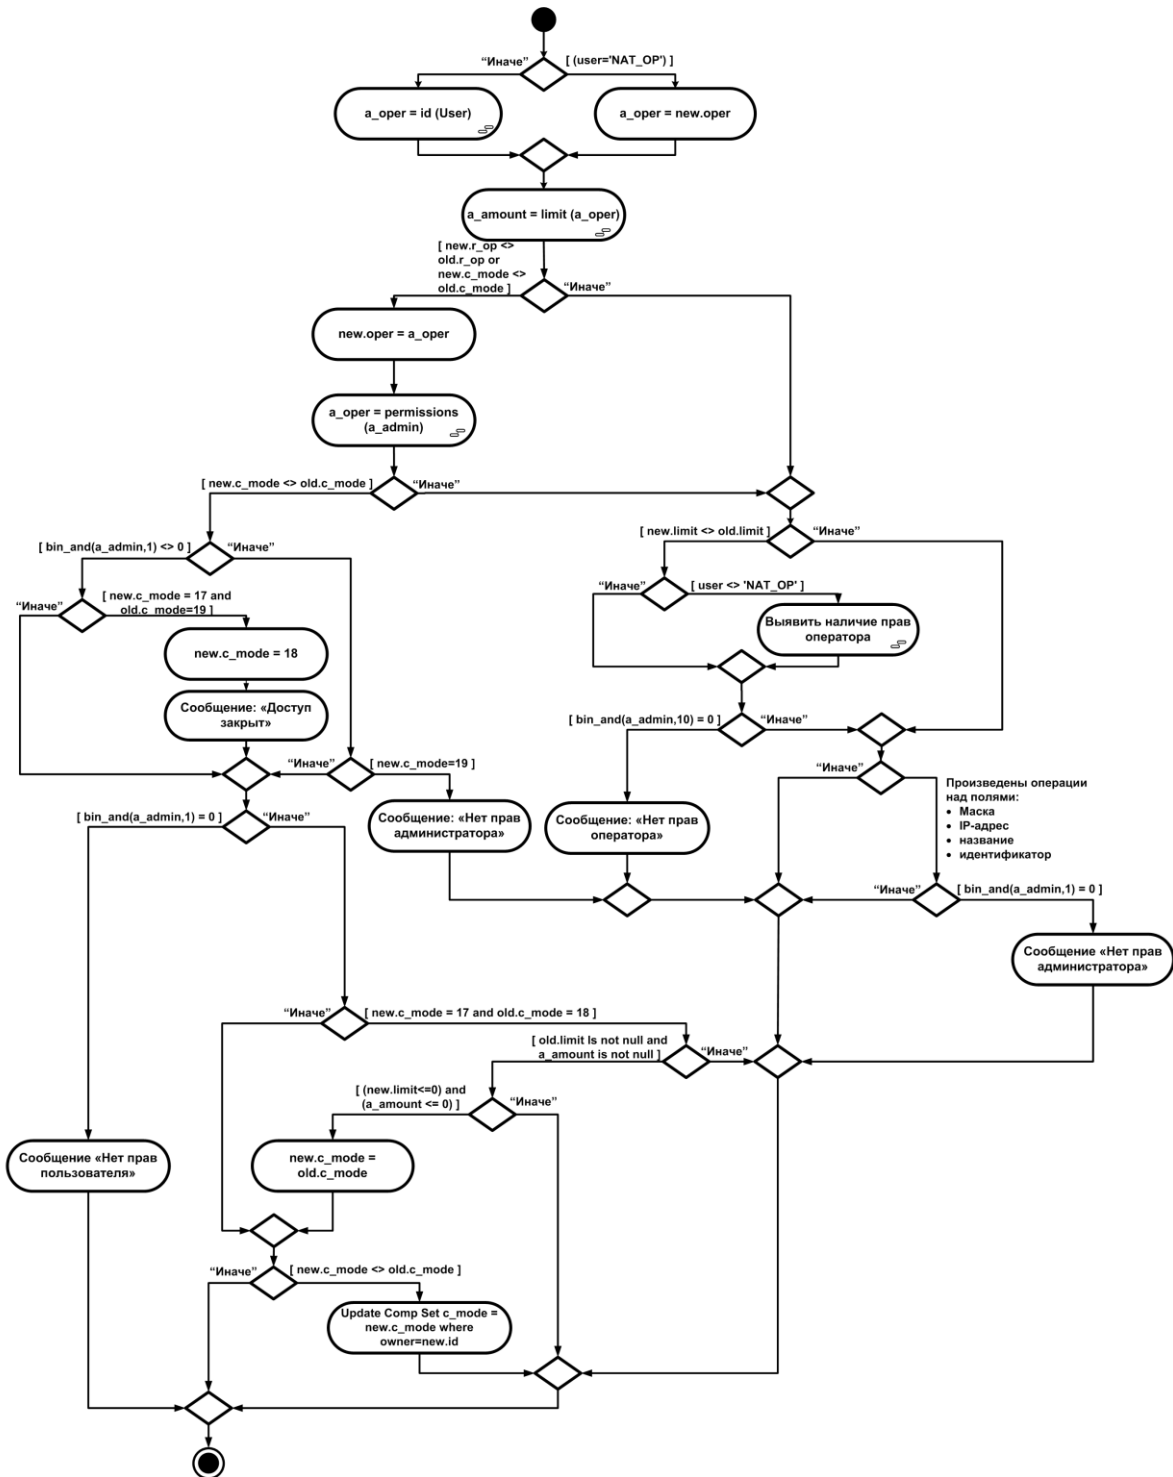 “Иначе”
[ (user='NAT_OP') ]
a_oper = id (User)
a_oper = new.oper
a_amount = limit (a_oper)
[ new.r_op <>
old.r_op or
new.c_mode <>
old.c_mode ]
“Иначе”
new.oper = a_oper
a_oper = permissions
(a_admin)
[ new.c_mode <> old.c_mode ]
“Иначе”
[ new.limit <> old.limit ]
“Иначе”
[ bin_and(a_admin,1) <> 0 ]
“Иначе”
“Иначе”
[ user <> 'NAT_OP' ]
“Иначе”
[ new.c_mode = 17 and
old.c_mode=19 ]
Выявить наличие прав
оператора
new.c_mode = 18
Сообщение: «Доступ
закрыт»
[ bin_and(a_admin,10) = 0 ]
“Иначе”
“Иначе”
[ new.c_mode=19 ]
“Иначе”
Произведены операции
над полями:
• Маска
• IP-адрес
• название
• идентификатор
[ bin_and(a_admin,1) = 0 ]
“Иначе”
Сообщение: «Нет прав
администратора»
Сообщение: «Нет прав
оператора»
“Иначе”
[ bin_and(a_admin,1) = 0 ]
Сообщение «Нет прав
администратора»
“Иначе”
[ new.c_mode = 17 and old.c_mode = 18 ]
[ old.limit Is not null and
a_amount is not null ]
“Иначе”
[ (new.limit<=0) and
(a_amount <= 0) ]
“Иначе”
Сообщение «Нет прав
пользователя»
new.c_mode =
old.c_mode
“Иначе”
[ new.c_mode <> old.c_mode ]
Update Comp Set c_mode =
new.c_mode where
owner=new.id